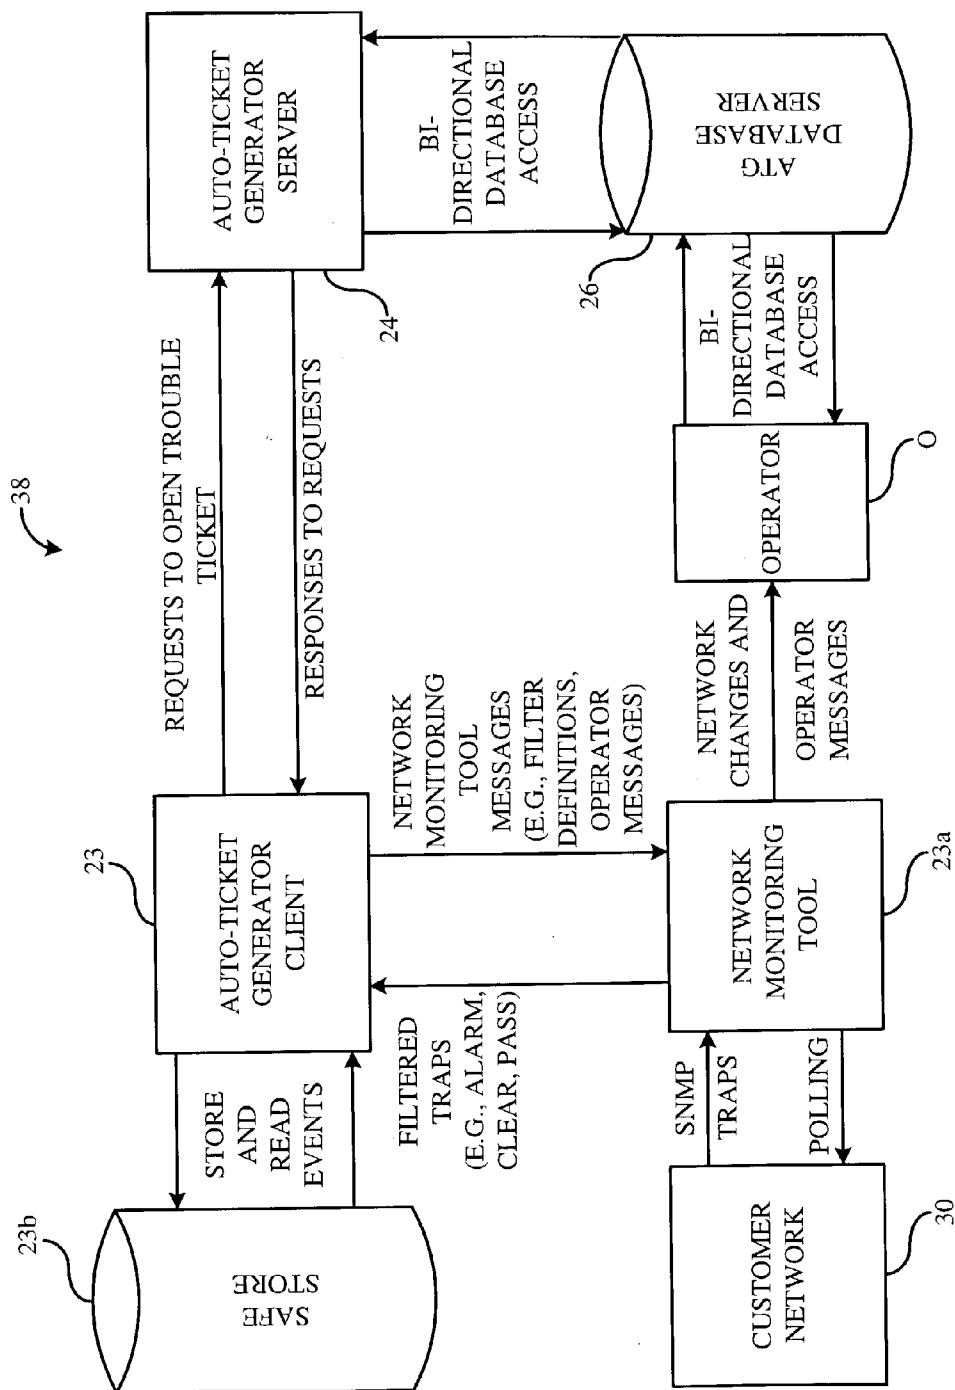 38
23b
SAFE
STORE
STORE
AND
READ
EVENTS
23
AUTO-TICKET
GENERATOR
CLIENT
REQUESTS TO OPEN TROUBLE
TICKET
RESPONSES TO REQUESTS
AUTO-TICKET
GENERATOR
SERVER
24
FILTERED
TRAPS
(E.G., ALARM,
CLEAR, PASS)
NETWORK
MONITORING
TOOL
MESSAGES
(E.G., FILTER
DEFINITIONS,
OPERATOR
MESSAGES)
BI-
DIRECTIONAL
DATABASE
ACCESS
CUSTOMER
NETWORK
30
SNMP
TRAPS
POLLING
NETWORK
MONITORING
TOOL
23a
NETWORK
CHANGES AND
OPERATOR
MESSAGES
OPERATOR
O
BI-
DIRECTIONAL
DATABASE
ACCESS
26
ATG
DATABASE
SERVER